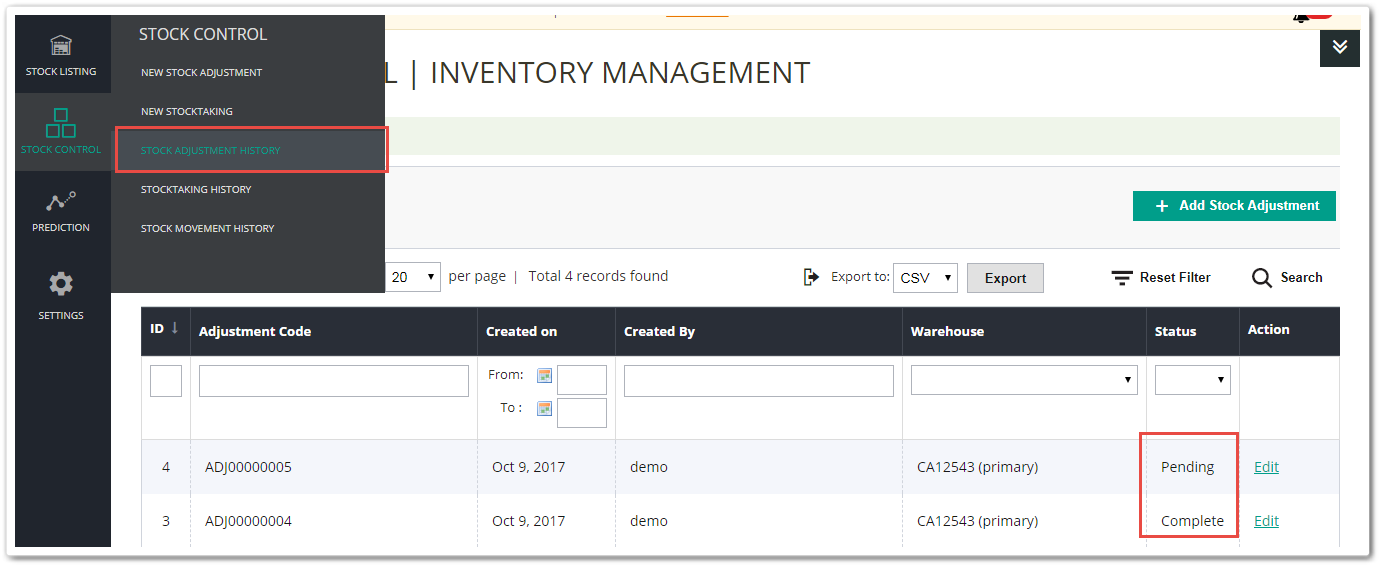 STOCK LISTING
STOCK CONTROL
PREDICTION
SETTINGS
STOCK CONTROL
NEW STOCK ADJUSTMENT
NEW STOCKTAKING
STOCK ADJUSTMENT HISTORY
STOCKTAKING HISTORY
STOCK MOVEMENT HISTORY
L | INVENTORY MANAGEMENT
+ Add Stock Adjustment
20 per page | Total 4 records found Export to: CSV Export Reset Filter Search
ID ↓ Adjustment Code Created on Created By Warehouse Status Action
From:
To :
4 ADJ00000005 Oct 9, 2017 demo CA12543 (primary) Pending Edit
3 ADJ00000004 Oct 9, 2017 demo CA12543 (primary) Complete Edit